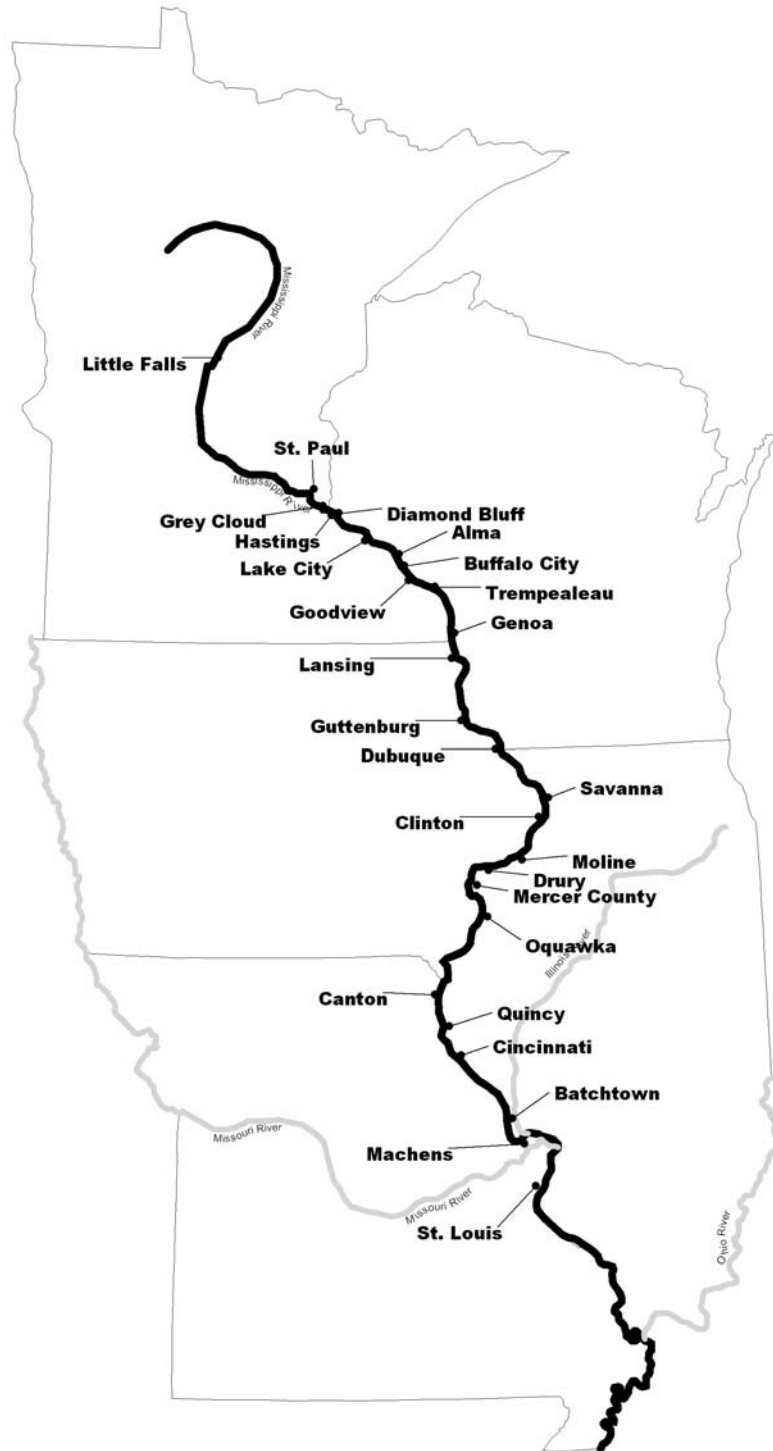 Mississippi River
Little Falls
St. Paul
Mississippi River
Grey Cloud
Diamond Bluff
Hastings
Alma
Lake City
Buffalo City
Goodview
Trempealeau
Genoa
Lansing
Guttenburg
Dubuque
Savanna
Clinton
Moline
Drury
Mercer County
Oquawka
Illinois River
Canton
Quincy
Cincinnati
Batchtown
Missouri River
Machens
Missouri River
St. Louis
Ohio River